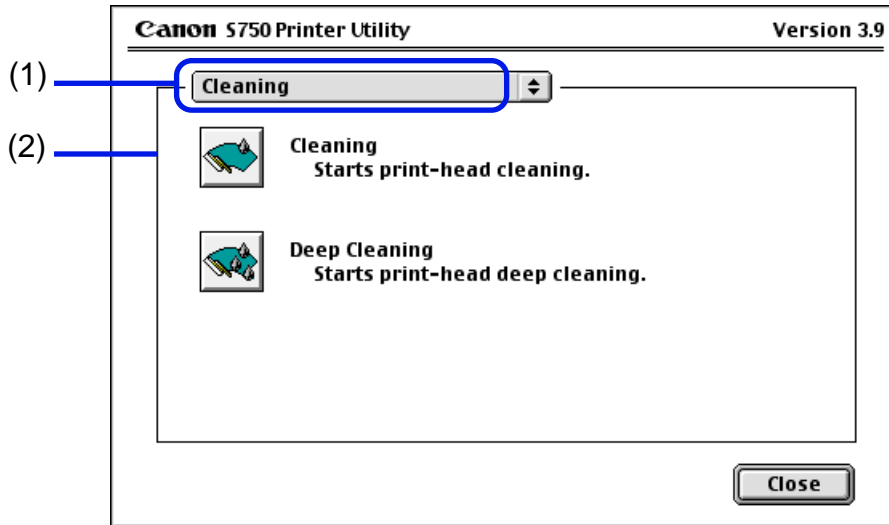 Canon S750 Printer Utility Version 3.9
(1) Cleaning
(2)
Cleaning
Starts print-head cleaning.
Deep Cleaning
Starts print-head deep cleaning.
Close